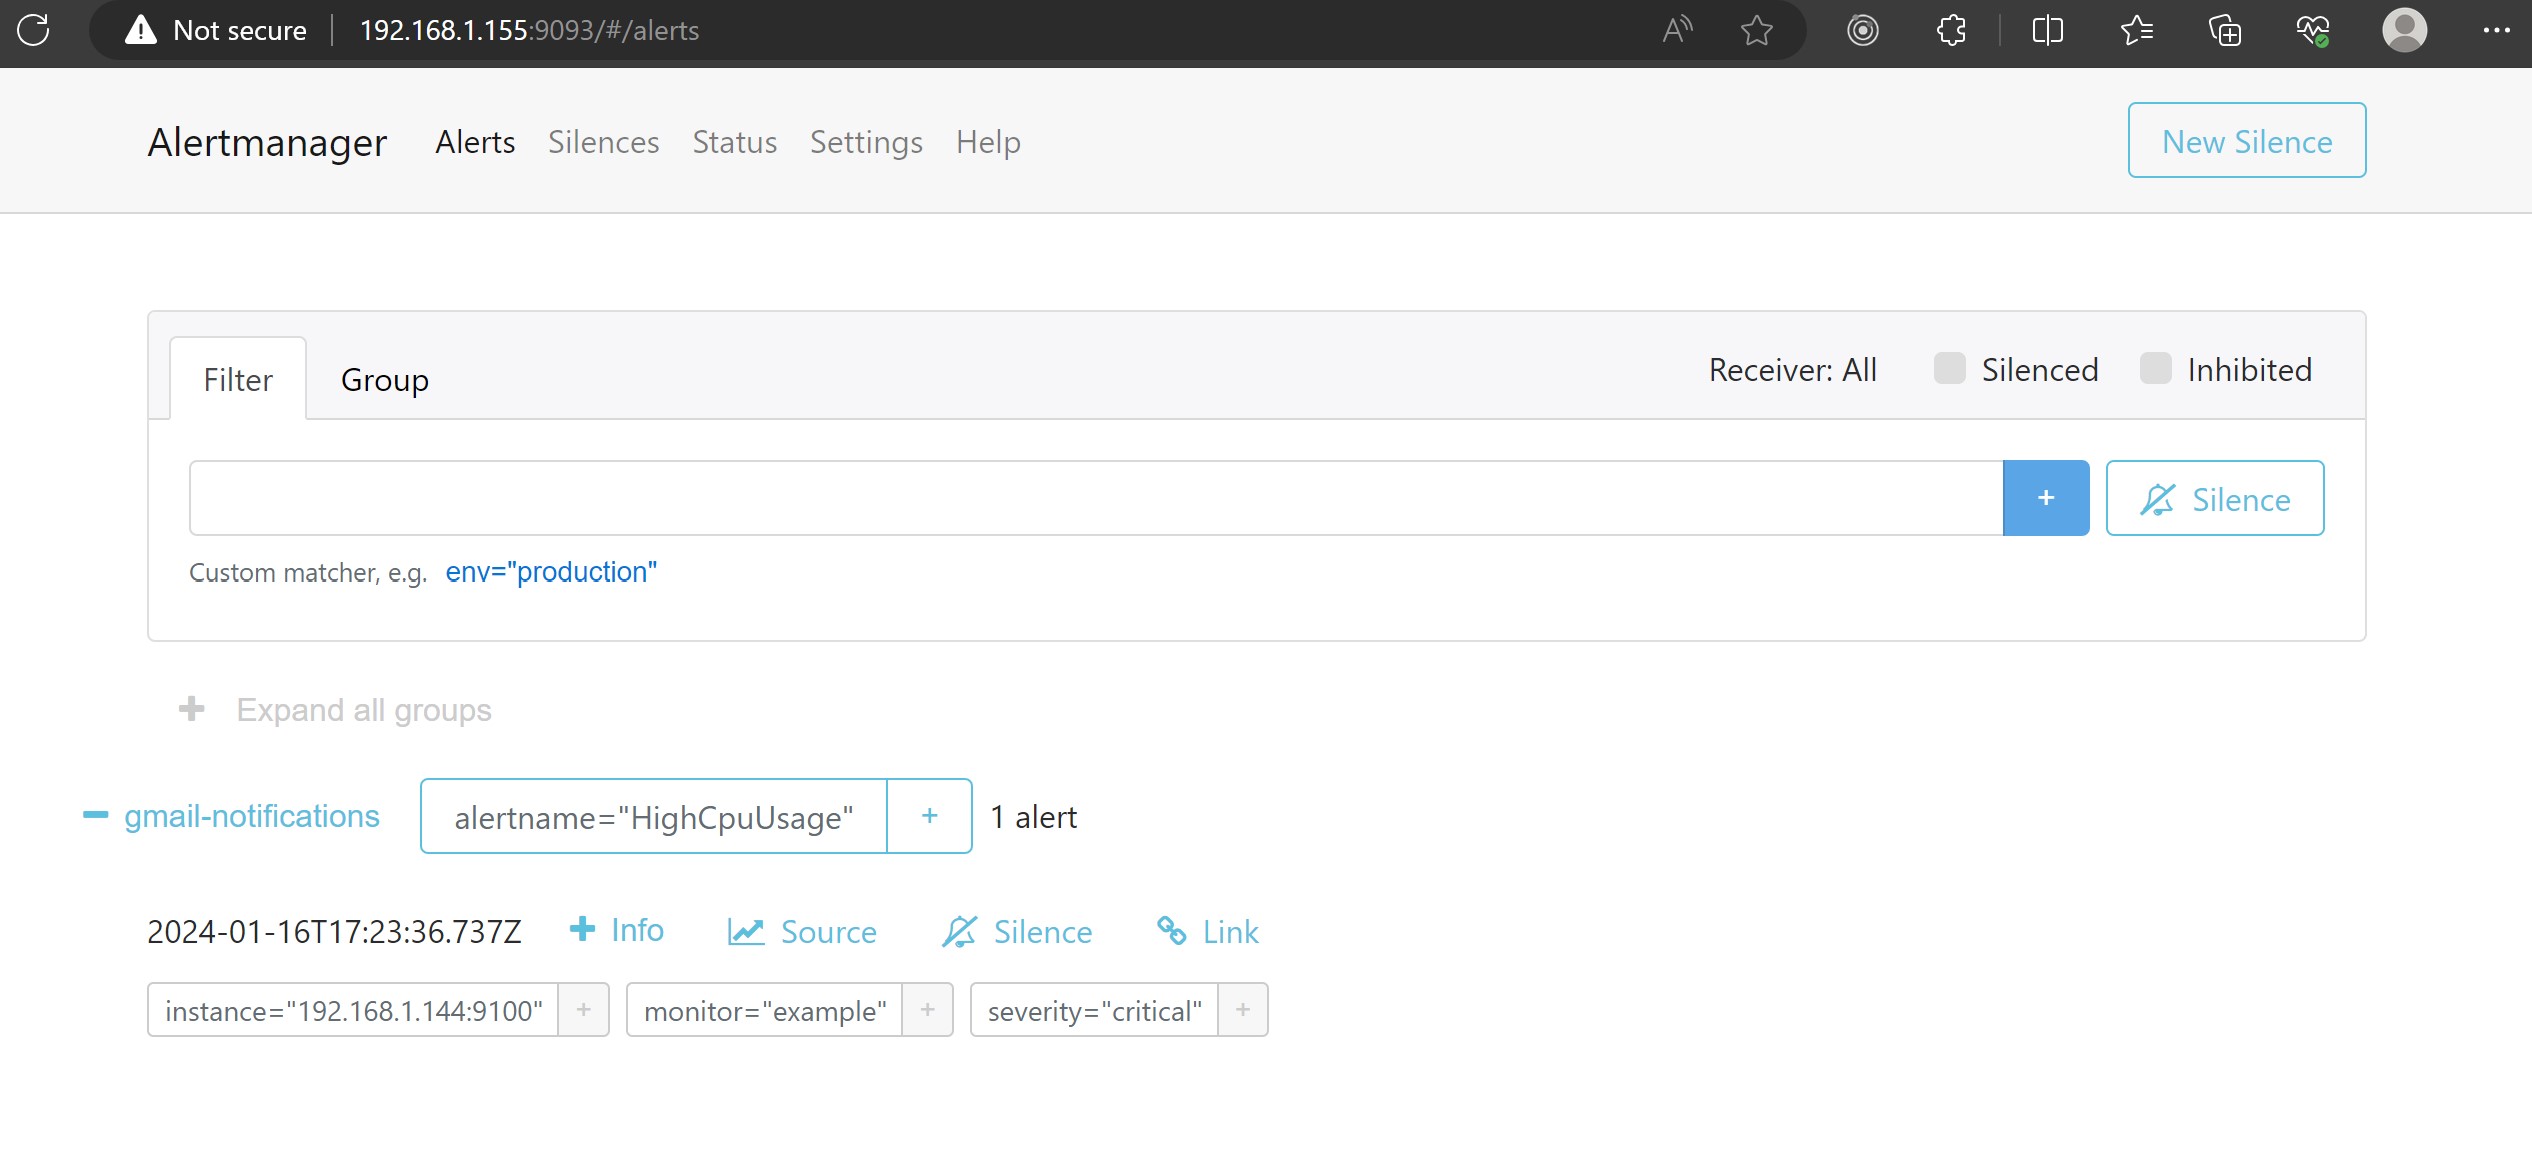 Not secure 192.168.1.155:9093/#/alerts
Alertmanager Alerts Silences Status Settings Help New Silence
Filter Group Receiver: All Silenced Inhibited
+ Silence
Custom matcher, e.g. env="production"
+ Expand all groups
− gmail-notifications alertname="HighCpuUsage" + 1 alert
2024-01-16T17:23:36.737Z + Info Source Silence Link
instance="192.168.1.144:9100" + monitor="example" + severity="critical" +